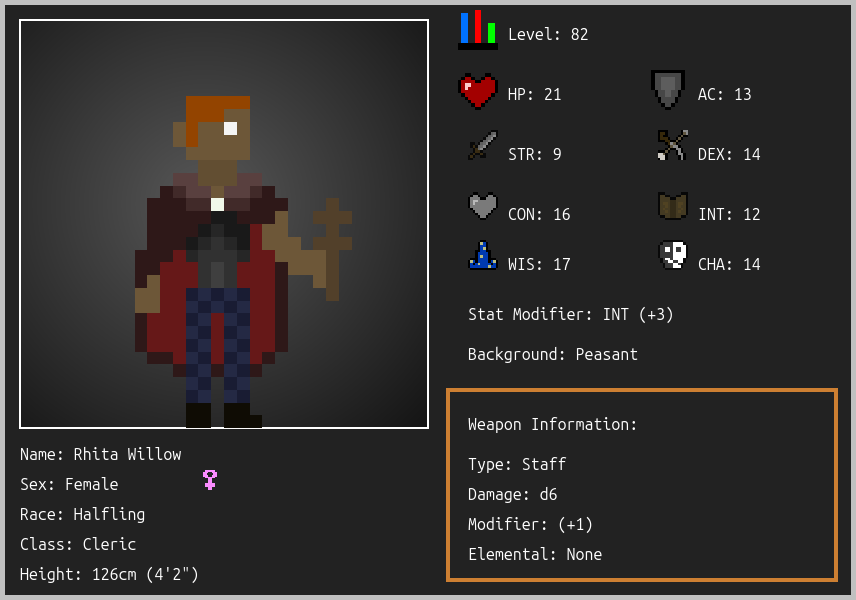 Level: 82
HP: 21
AC: 13
STR: 9
DEX: 14
CON: 16
INT: 12
WIS: 17
CHA: 14
Stat Modifier: INT (+3)
Background: Peasant
Weapon Information:
Type: Staff
Damage: d6
Modifier: (+1)
Elemental: None
Name: Rhita Willow
Sex: Female
Race: Halfling
Class: Cleric
Height: 126cm (4'2")